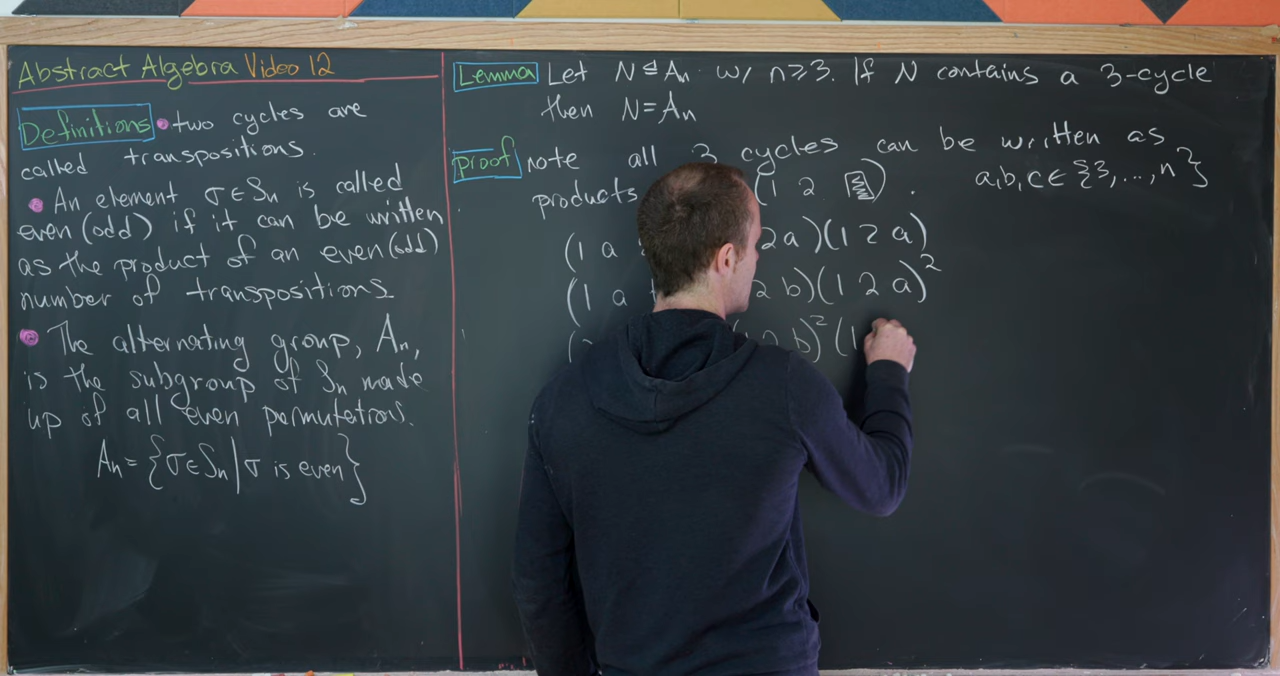 Abstract Algebra Video 12
Definitions • two cycles are
called transpositions.
• An element σ∈Sn is called
even (odd) if it can be written
as the product of an even (odd)
number of transpositions
• The alternating group, An,
is the subgroup of Sn made
up of all even permutations.
An = {σ∈Sn | σ is even}
Lemma Let N ⊴ An w/ n≥3. If N contains a 3-cycle
then N=An
Proof note all 3 cycles can be written as
products (1 2 ). a,b,c ∈ {3,...,n}
(1 a 2 a)(1 2 a)
(1 a 2 b)(1 2 a)²
(1 2 b)²(1